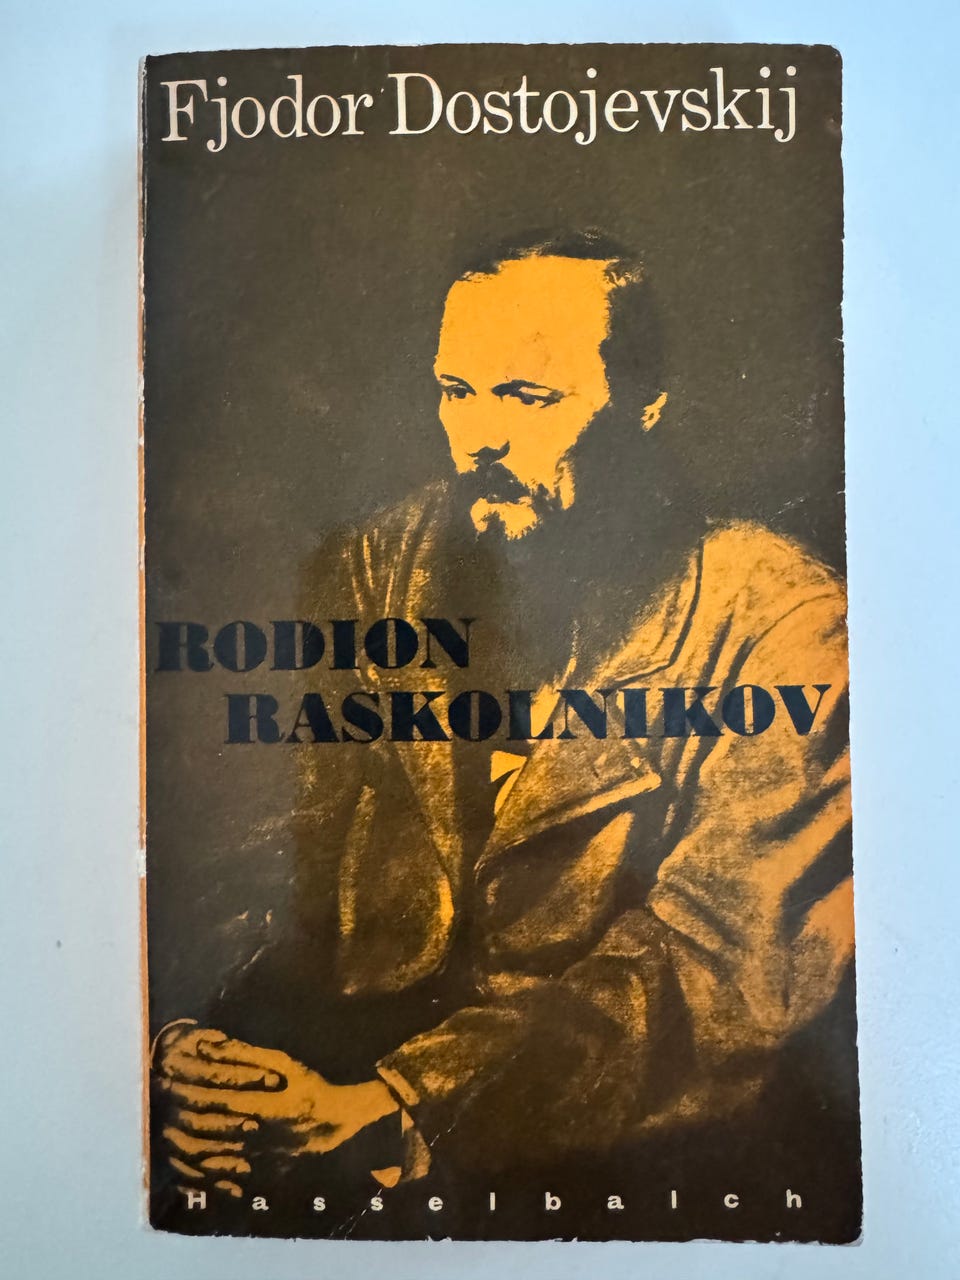 Fjodor Dostojevskij
RODION
RASKOLNIKOV
Hasselbalch